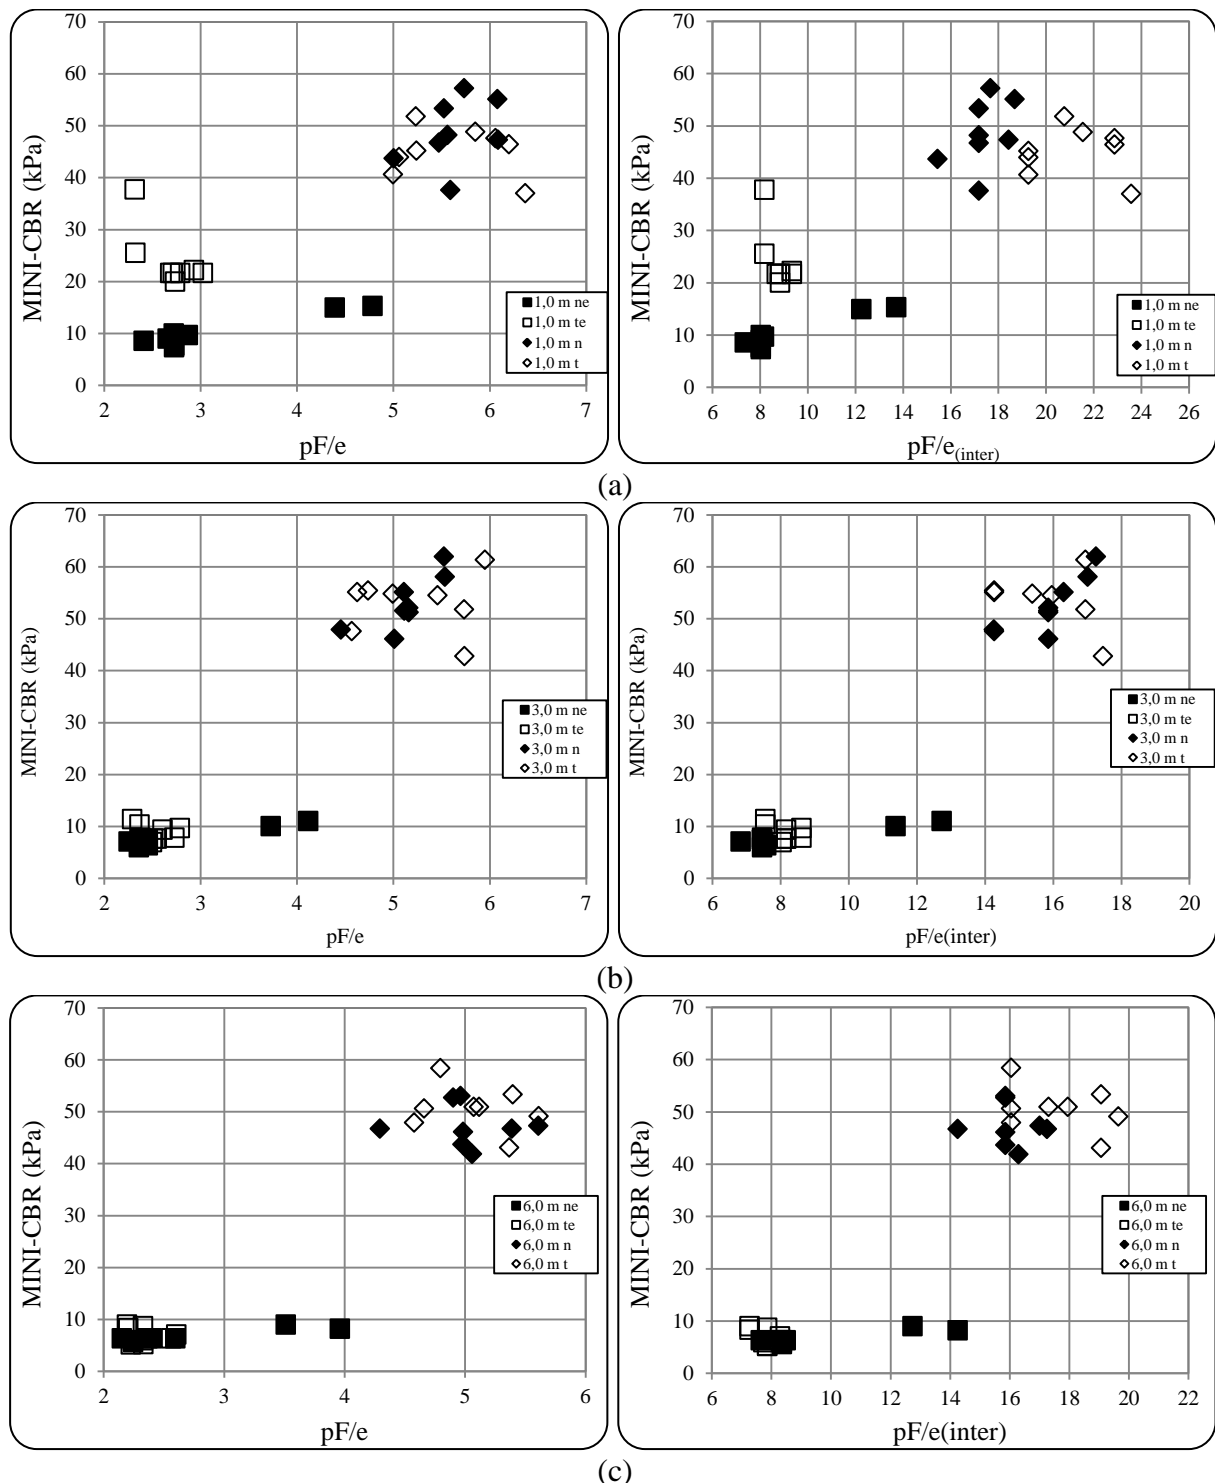 MINI-CBR (kPa)
70
60
50
40
30
20
10
0
2 3 4 5 6 7
pF/e
1,0 m ne
1,0 m te
1,0 m n
1,0 m t
MINI-CBR (kPa)
70
60
50
40
30
20
10
0
6 8 10 12 14 16 18 20 22 24 26
pF/e(inter)
1,0 m ne
1,0 m te
1,0 m n
1,0 m t
(a)
MINI-CBR (kPa)
70
60
50
40
30
20
10
0
2 3 4 5 6 7
pF/e
3,0 m ne
3,0 m te
3,0 m n
3,0 m t
MINI-CBR (kPa)
70
60
50
40
30
20
10
0
6 8 10 12 14 16 18 20
pF/e(inter)
3,0 m ne
3,0 m te
3,0 m n
3,0 m t
(b)
MINI-CBR (kPa)
70
60
50
40
30
20
10
0
2 3 4 5 6
pF/e
6,0 m ne
6,0 m te
6,0 m n
6,0 m t
MINI-CBR (kPa)
70
60
50
40
30
20
10
0
6 8 10 12 14 16 18 20 22
pF/e(inter)
6,0 m ne
6,0 m te
6,0 m n
6,0 m t
(c)